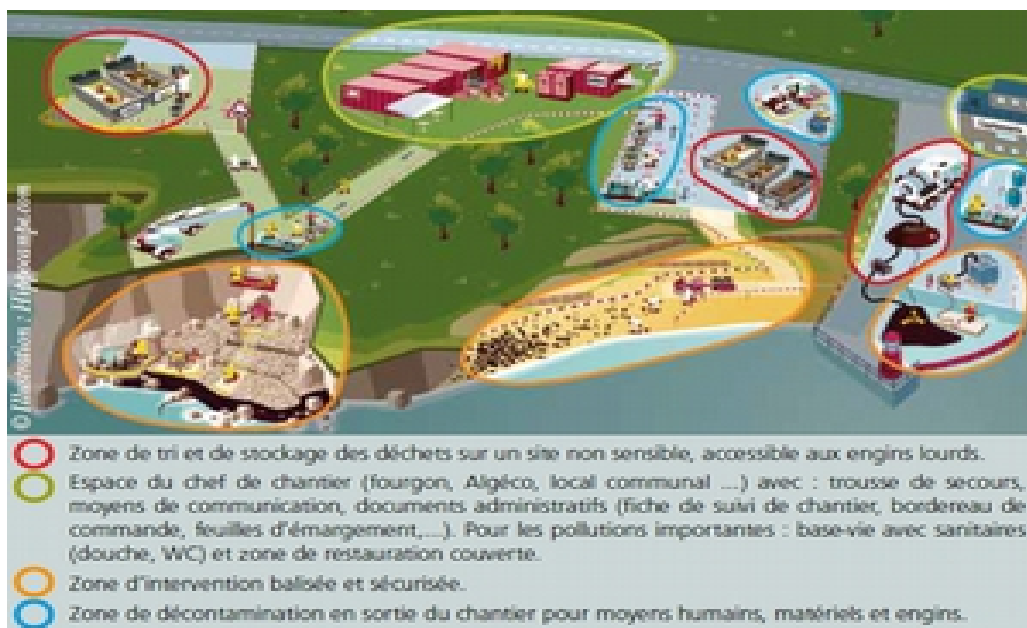 © Illustration :
Zone de tri et de stockage des déchets sur un site non sensible, accessible aux engins lourds.
Espace du chef de chantier (fourgon, Algéco, local communal ...) avec : trousse de secours,
moyens de communication, documents administratifs (fiche de suivi de chantier, bordereau de
commande, feuilles d'émargement,...). Pour les pollutions importantes : base-vie avec sanitaires
(douche, WC) et zone de restauration couverte.
Zone d'intervention balisée et sécurisée.
Zone de décontamination en sortie du chantier pour moyens humains, matériels et engins.